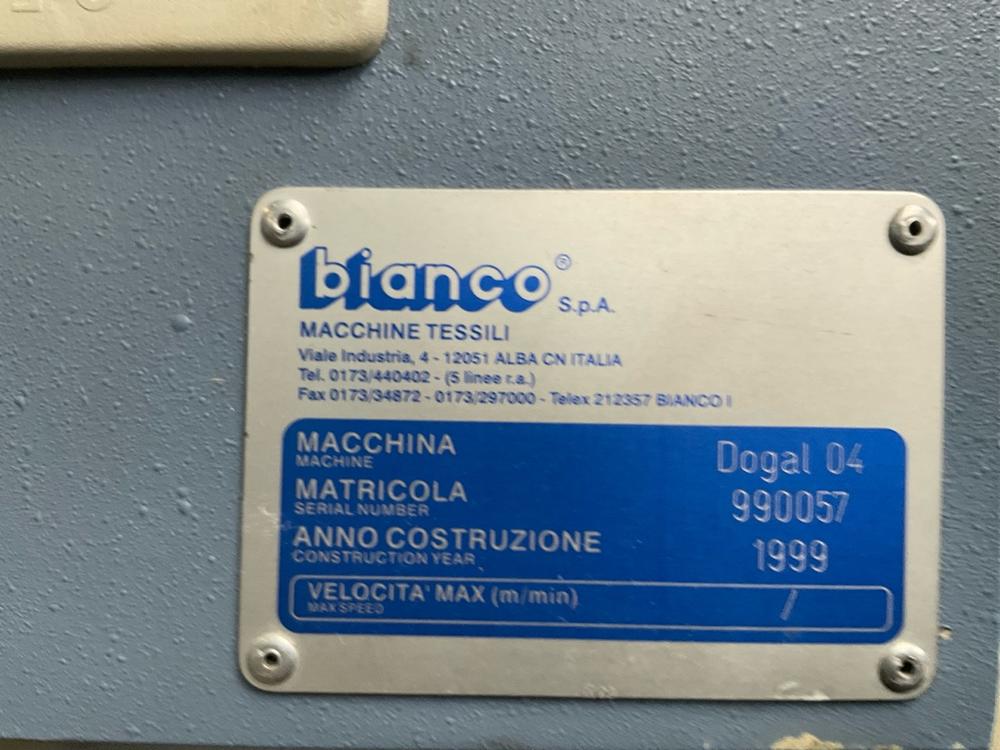 bianco® S.p.A.
MACCHINE TESSILI
Viale Industria, 4 - 12051 ALBA CN ITALIA
Tel. 0173/440402 - (5 linee r.a.)
Fax 0173/34872 - 0173/297000 - Telex 212357 BIANCO I
MACCHINA Dogal 04
MACHINE
MATRICOLA 990057
SERIAL NUMBER
ANNO COSTRUZIONE 1999
CONSTRUCTION YEAR
VELOCITA' MAX (m/min) /
MAX SPEED